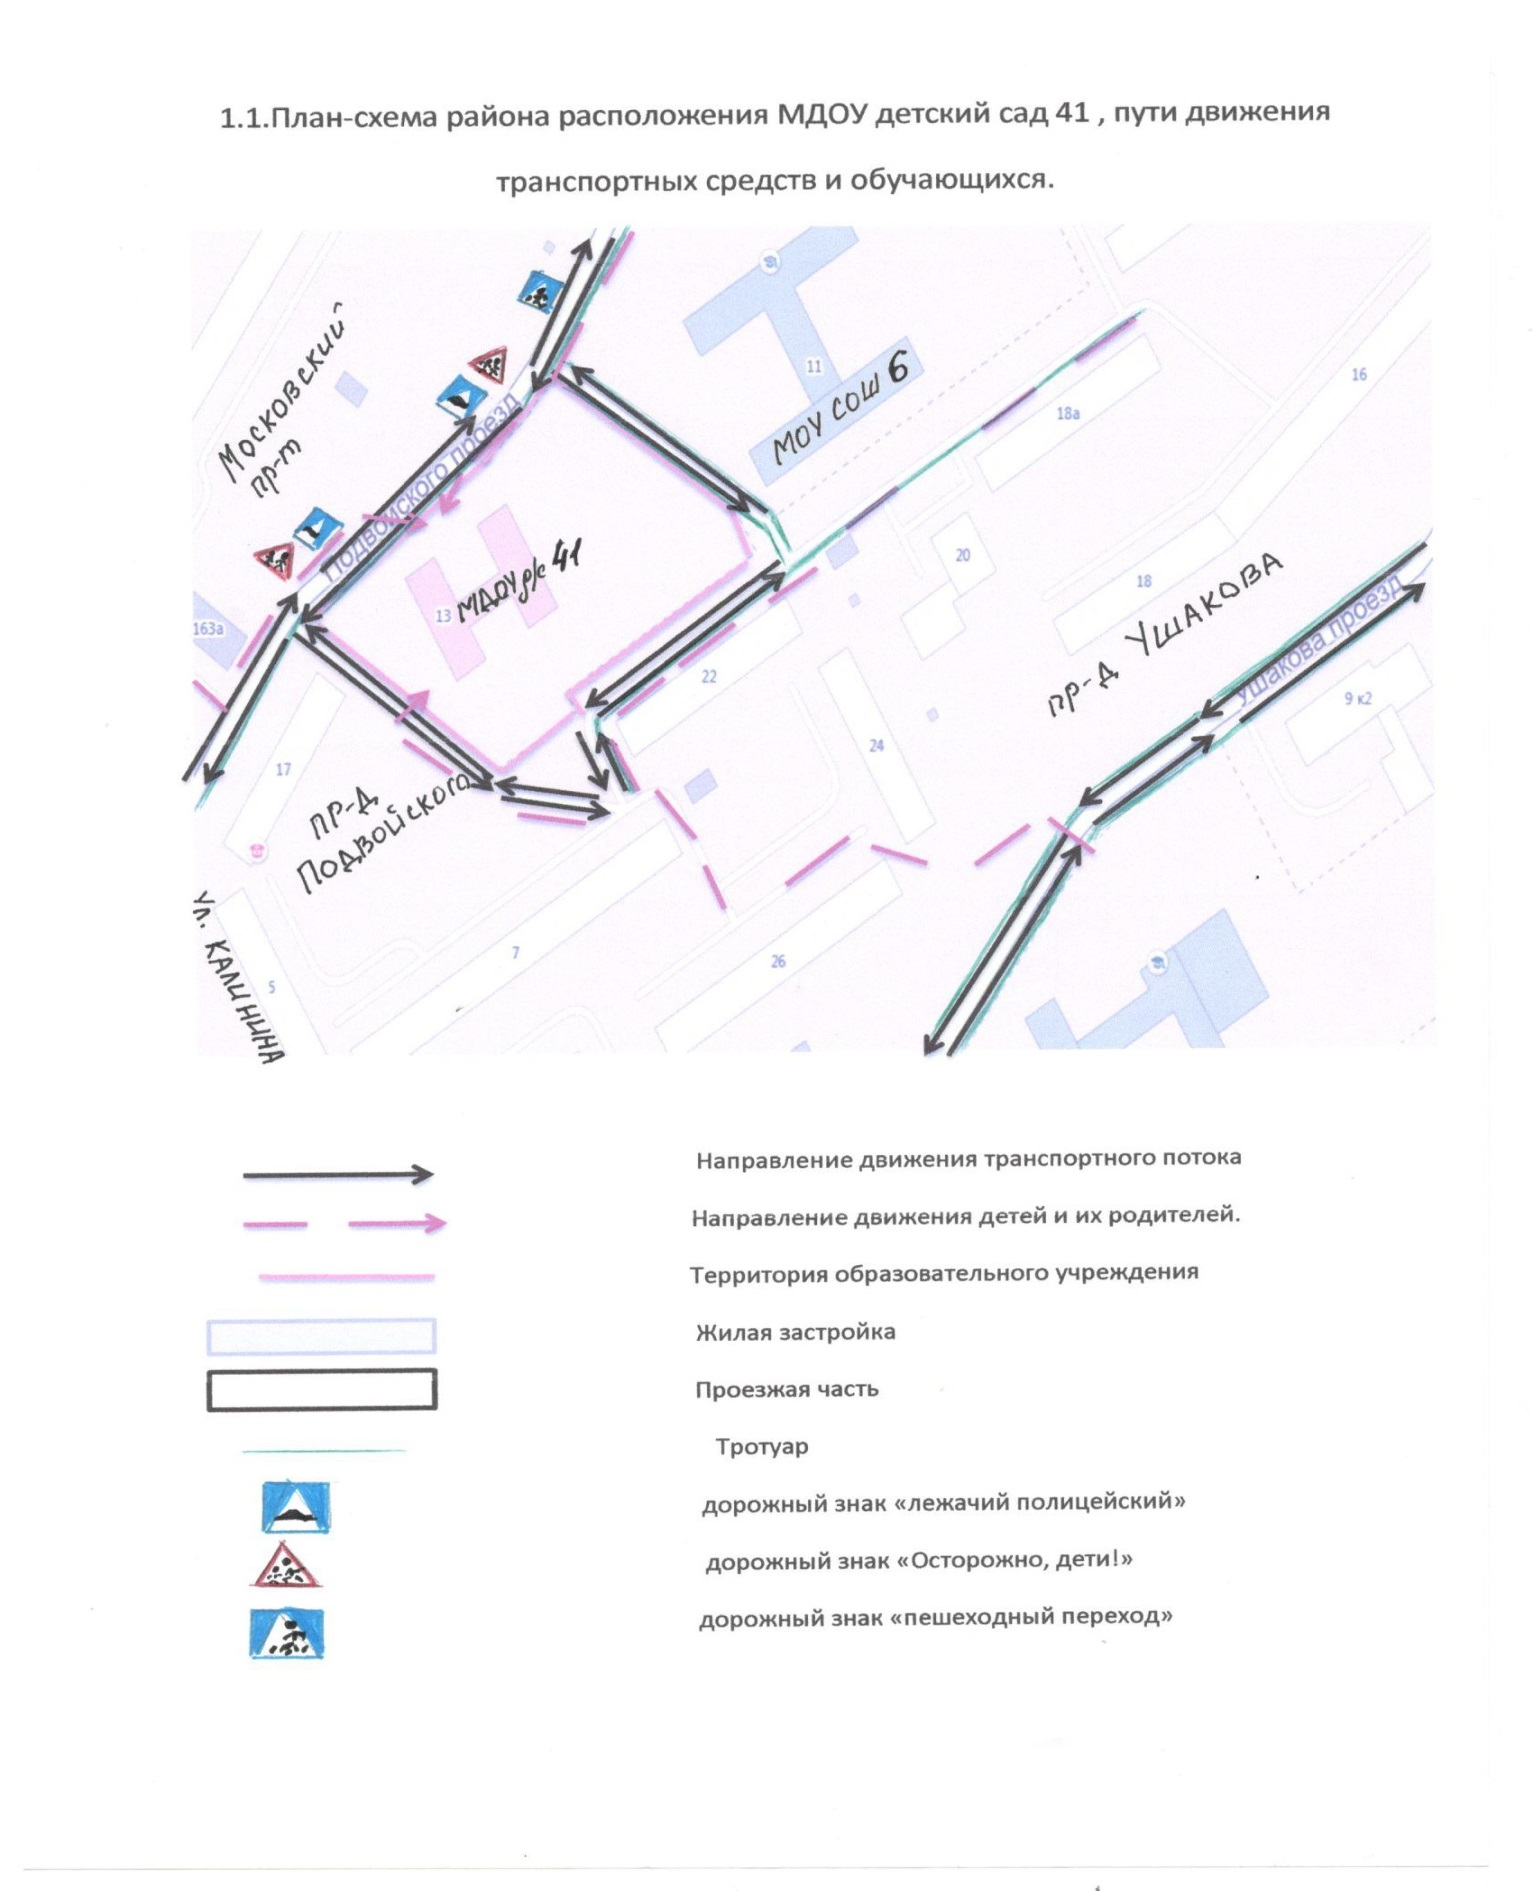 1.1.План-схема района расположения МДОУ детский сад 41 , пути движения
транспортных средств и обучающихся.
Московский
пр-т
Подвойского проезд
11
МОУ СОШ 6
16
18а
МДОУ д/с 41
13
20
18
163а
22
пр-д УШАКОВА
Ушакова проезд
9 к2
24
17
ПР-Д
Подвойского
ул. КАЛИНИНА
5
7
26
Направление движения транспортного потока
Направление движения детей и их родителей.
Территория образовательного учреждения
Жилая застройка
Проезжая часть
Тротуар
дорожный знак «лежачий полицейский»
дорожный знак «Осторожно, дети!»
дорожный знак «пешеходный переход»